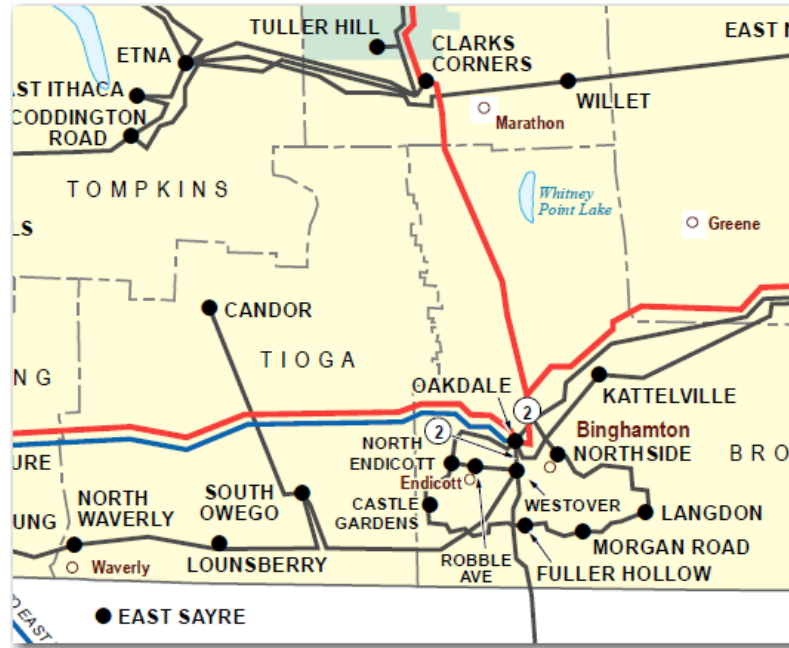 TULLER HILL
ETNA
CLARKS
CORNERS
EAST N
AST ITHACA
CODDINGTON
ROAD
WILLET
Marathon
TOMPKINS
Whitney
Point Lake
Greene
LS
CANDOR
TIOGA
NG
OAKDALE
KATTELVILLE
2
2
Binghamton
NORTH
ENDICOTT
NORTHSIDE
BRO
URE
Endicott
SOUTH
OWEGO
CASTLE
GARDENS
WESTOVER
NORTH
WAVERLY
UNG
LANGDON
LOUNSBERRY
ROBBLE
AVE
MORGAN ROAD
FULLER HOLLOW
Waverly
EAST SAYRE
D EAST